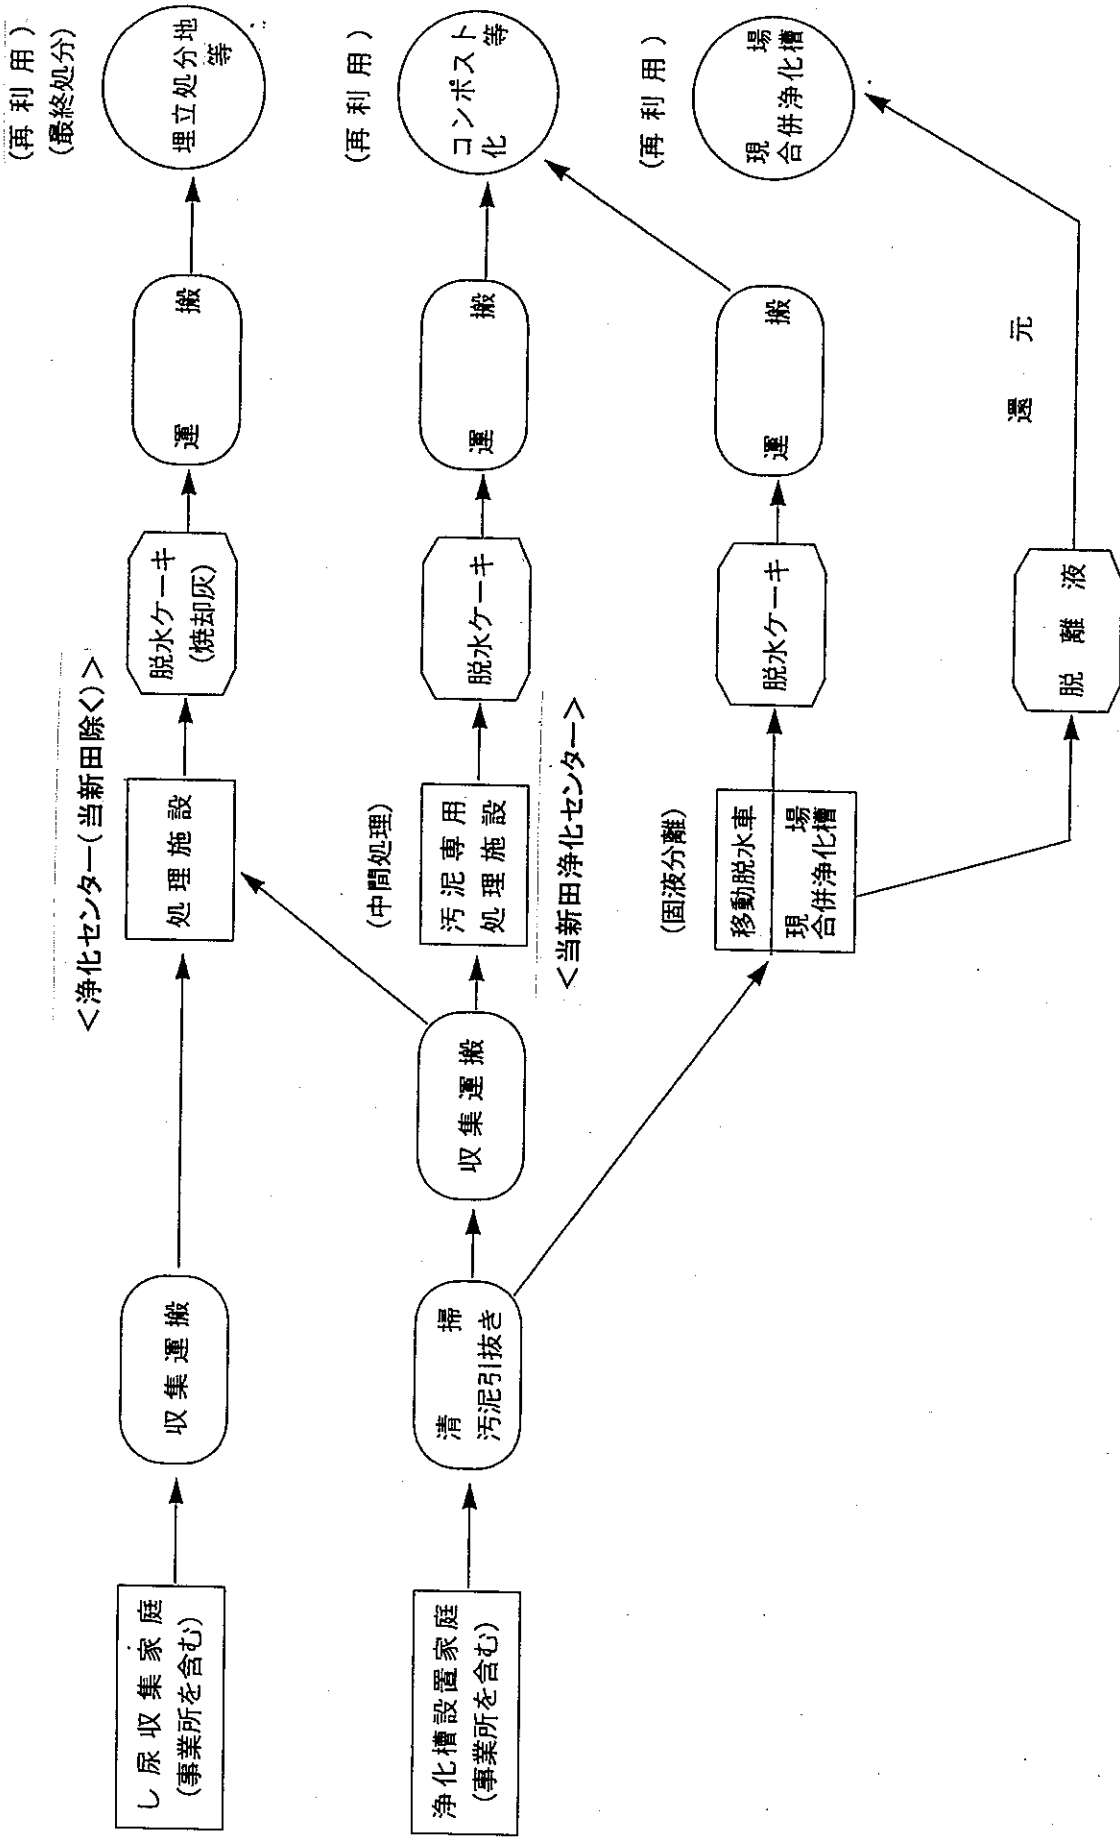 し尿収集家庭
(事業所を含む)
収集運搬
<浄化センター(当新田除く)>
処理施設
脱水ケーキ
(焼却灰)
運搬
(再利用)
(最終処分)
埋立処分地
等
浄化槽設置家庭
(事業所を含む)
清掃
汚泥引抜き
収集運搬
(中間処理)
汚泥専用
処理施設
<当新田浄化センター>
脱水ケーキ
運搬
(再利用)
コンポスト
化等
(固液分離)
移動脱水車
現場
合併浄化槽
脱水ケーキ
運搬
(再利用)
現場
合併浄化槽
脱離液
還元